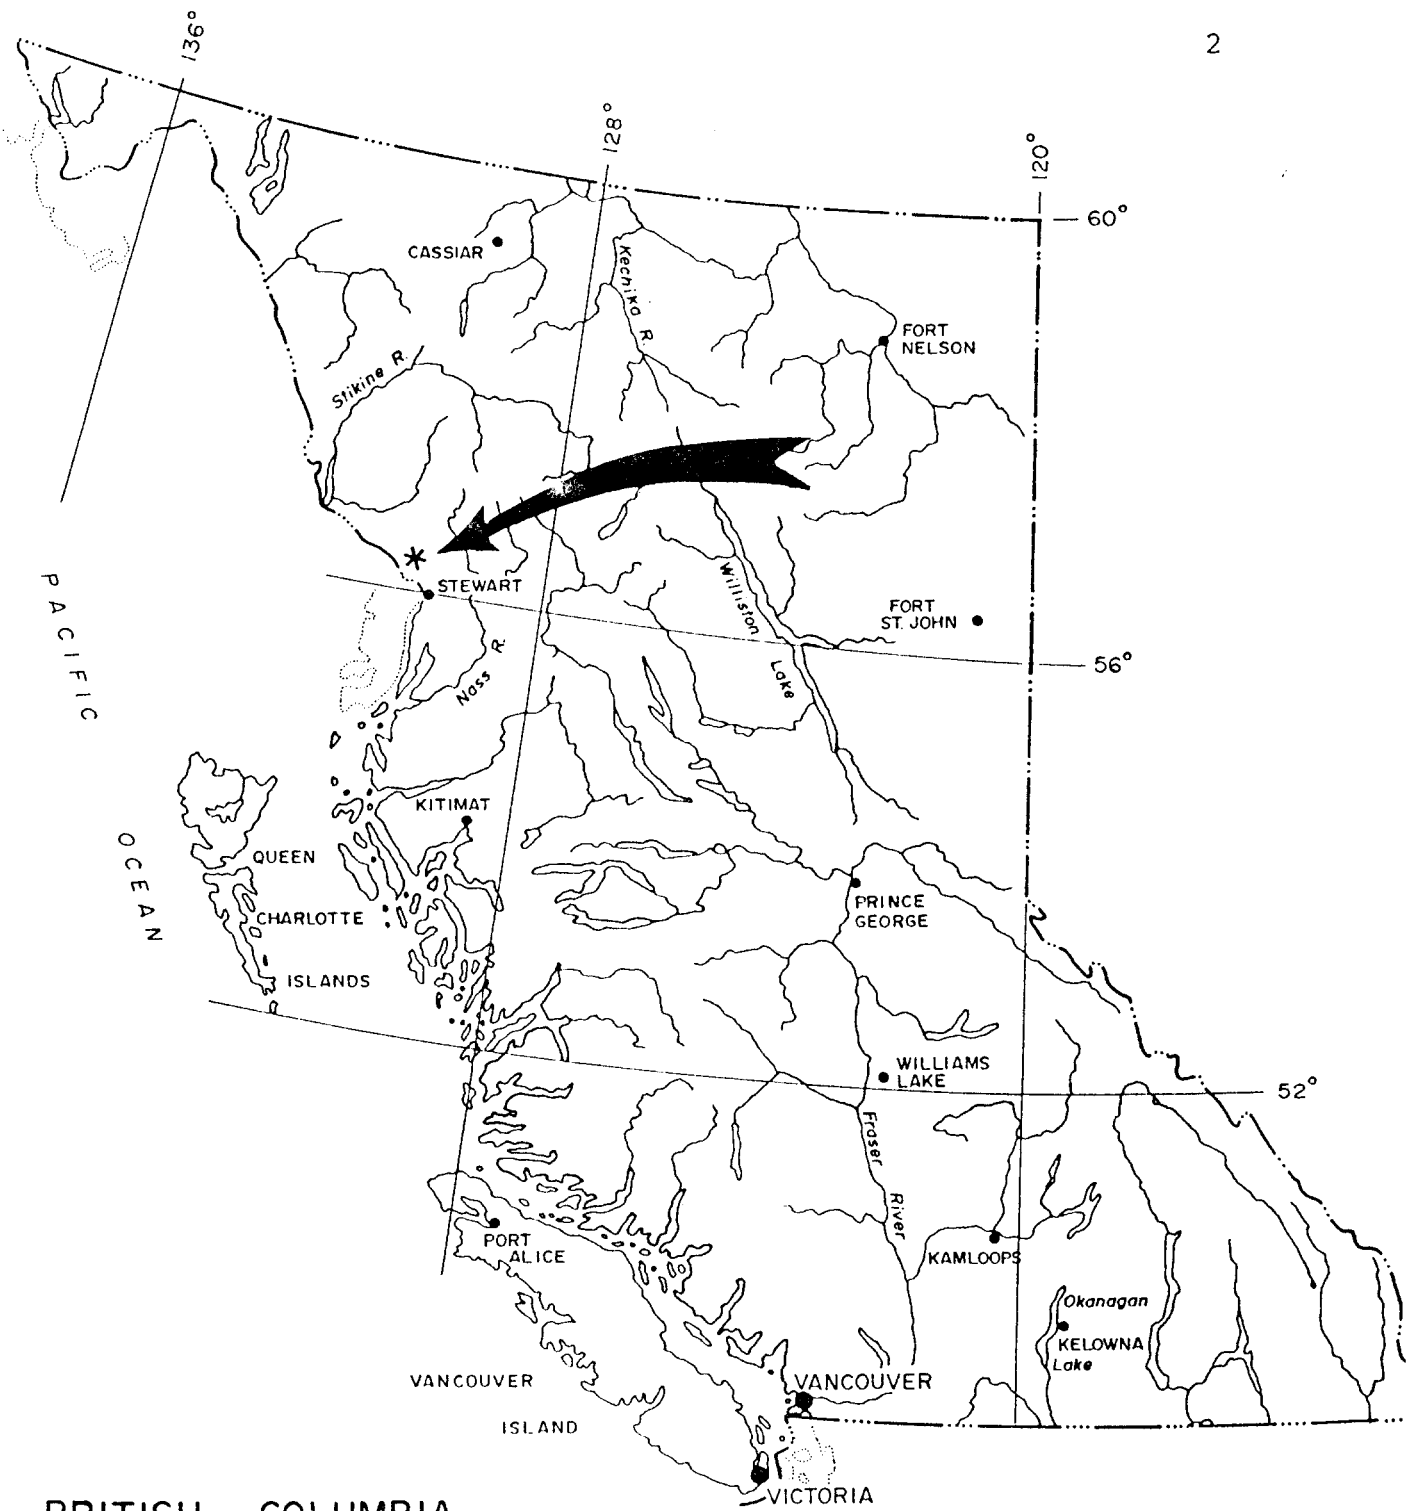 2
136°
128°
120°
60°
CASSIAR
Kechika R.
FORT
NELSON
Stikine R.
STEWART
Williston
Lake
FORT
ST. JOHN
56°
Nass R.
PACIFIC
OCEAN
KITIMAT
QUEEN
CHARLOTTE
ISLANDS
PRINCE
GEORGE
WILLIAMS
LAKE
52°
Fraser
River
PORT
ALICE
KAMLOOPS
Okanagan
KELOWNA
Lake
VANCOUVER
ISLAND
VANCOUVER
VICTORIA
BRITISH COLUMBIA